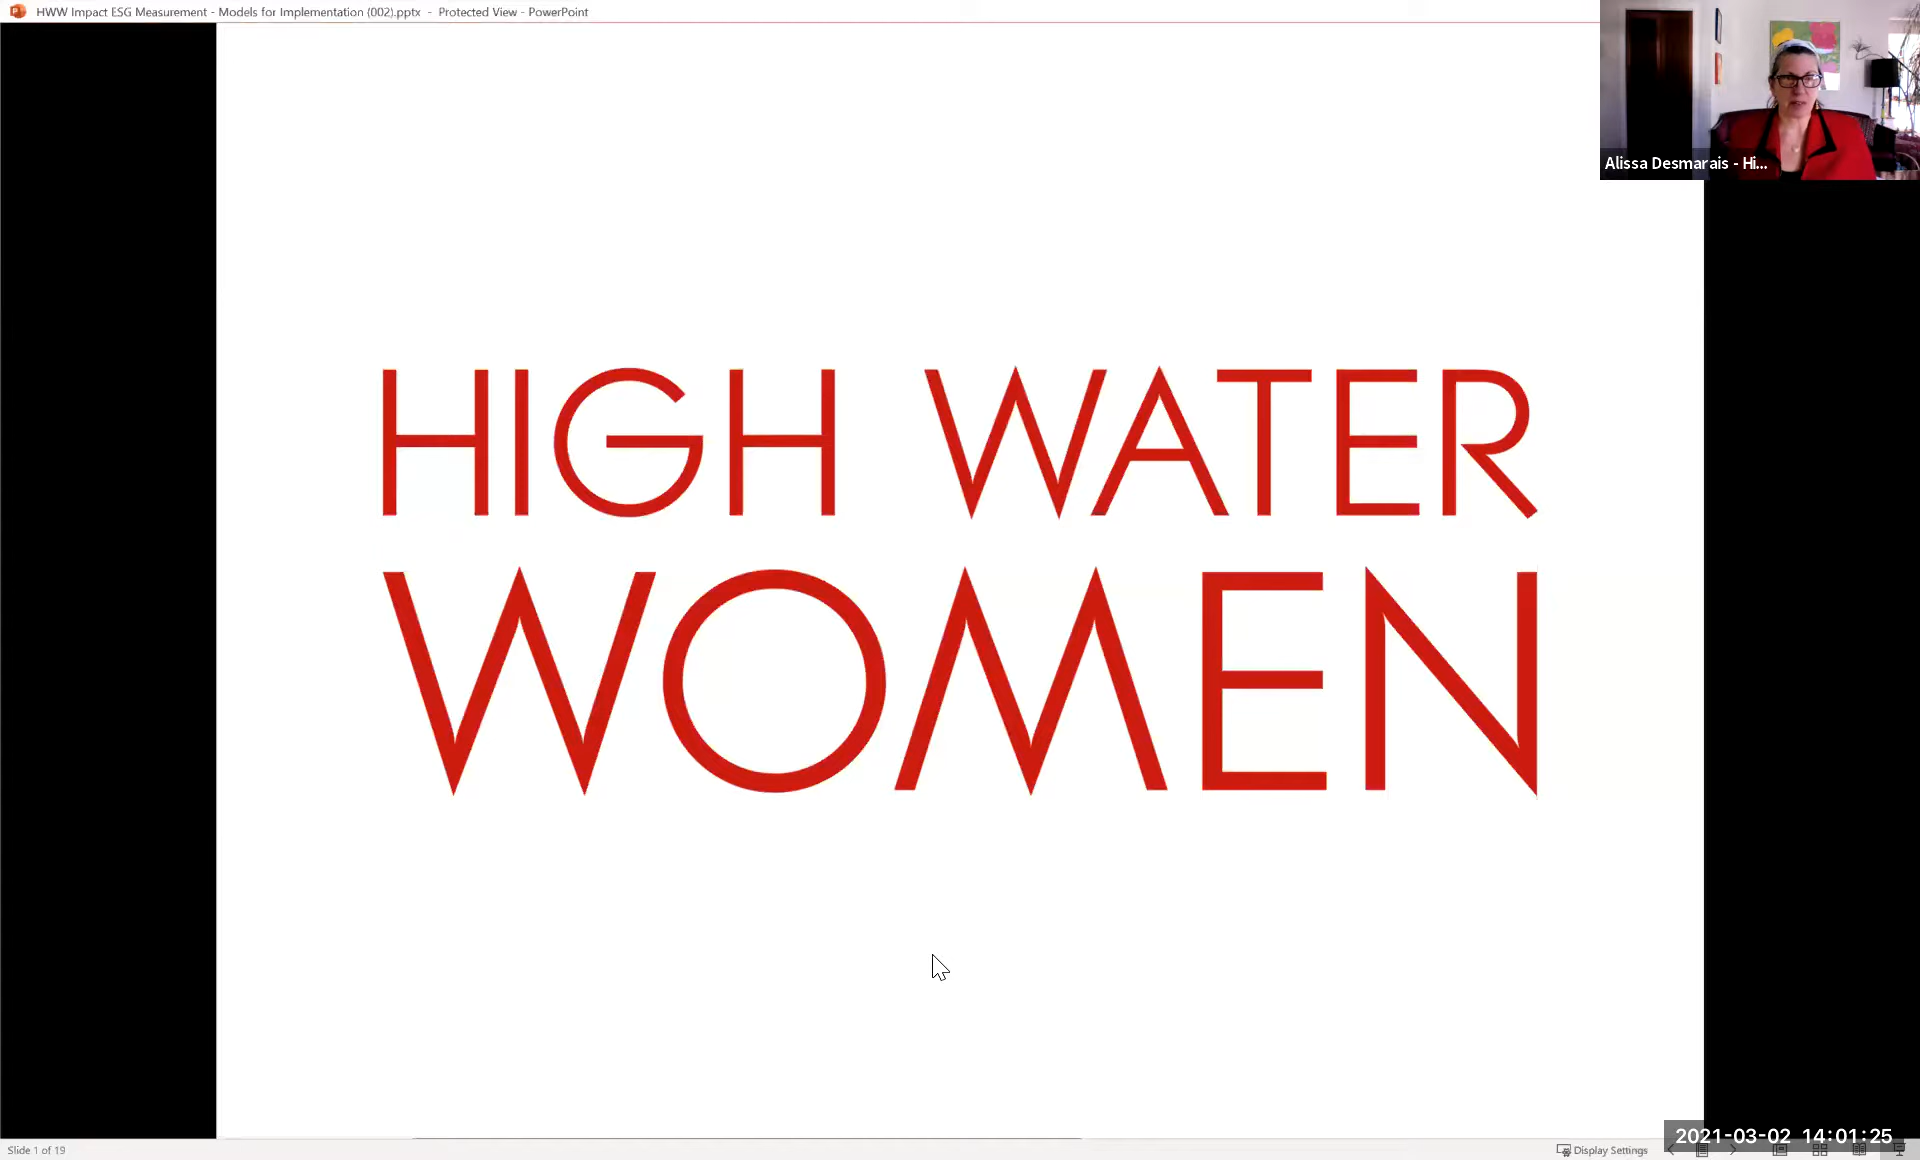 HWW Impact ESG Measurement - Models for Implementation (002).pptx - Protected View - PowerPoint
Alissa Desmarais - Hi...
HIGH WATER
WOMEN
Slide 1 of 19
Display Settings
2021-03-02 14:01:25